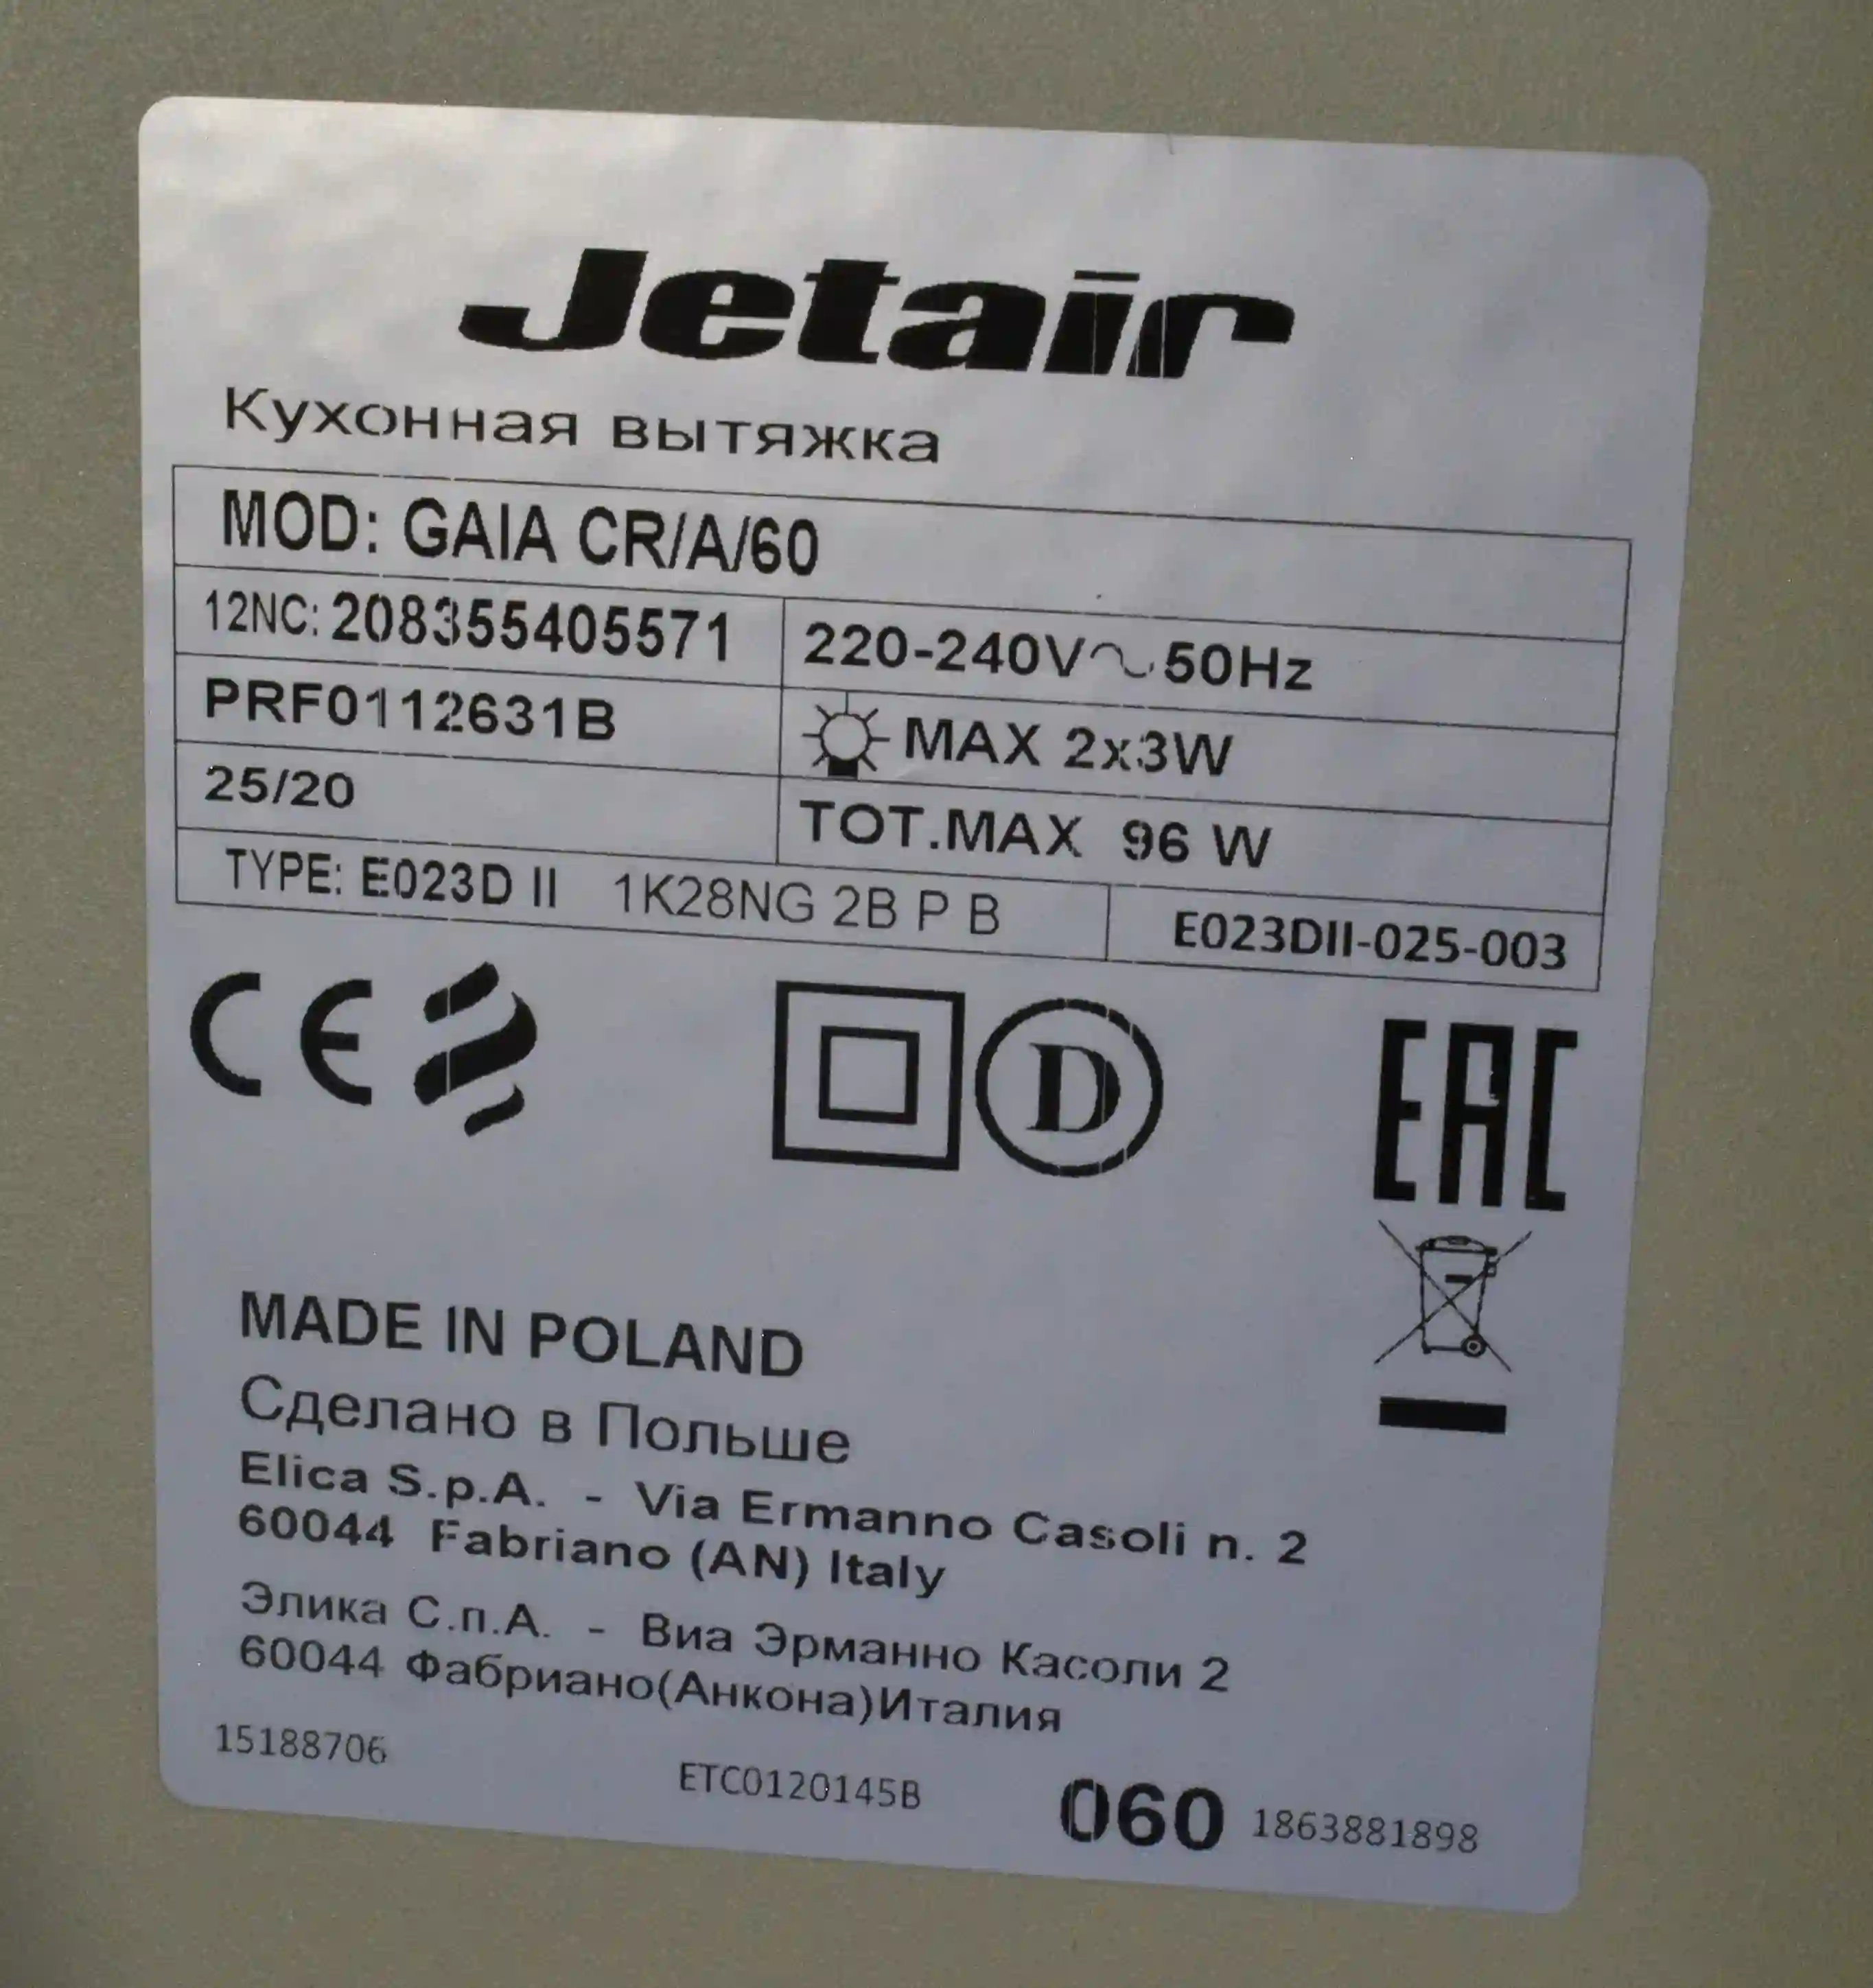 Jetair
Кухонная вытяжка
MOD: GAIA CR/A/60
12NC: 208355405571 220-240V~50Hz
PRF0112631B MAX 2x3W
25/20 TOT.MAX 96 W
TYPE: E023D II 1K28NG 2B P B E023DII-025-003
CE D EAC
MADE IN POLAND
Сделано в Польше
Elica S.p.A. - Via Ermanno Casoli n. 2
60044 Fabriano (AN) Italy
Элика С.п.А. - Виа Эрманно Касоли 2
60044 Фабриано(Анкона)Италия
15188706 ETC0120145B 060 1863881898